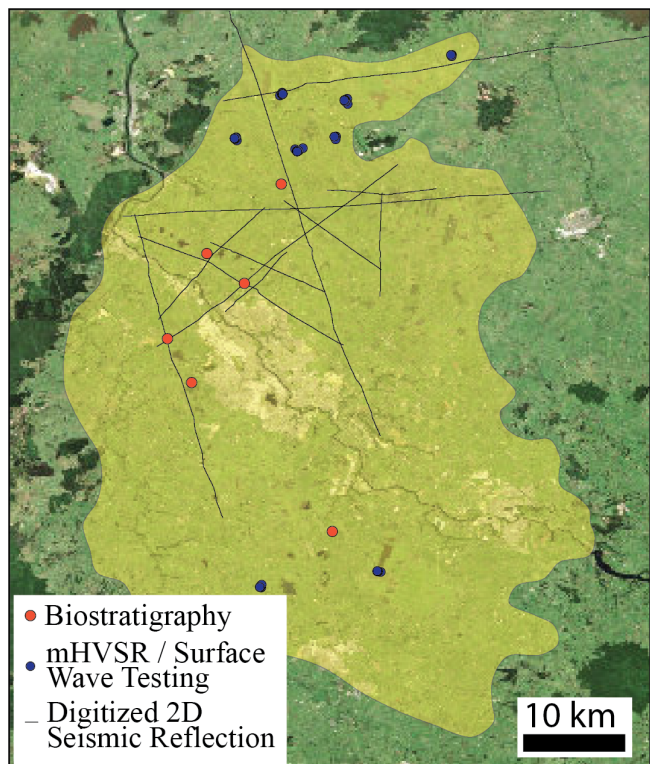 Biostratigraphy
mHVSR / Surface
Wave Testing
Digitized 2D
Seismic Reflection
10 km